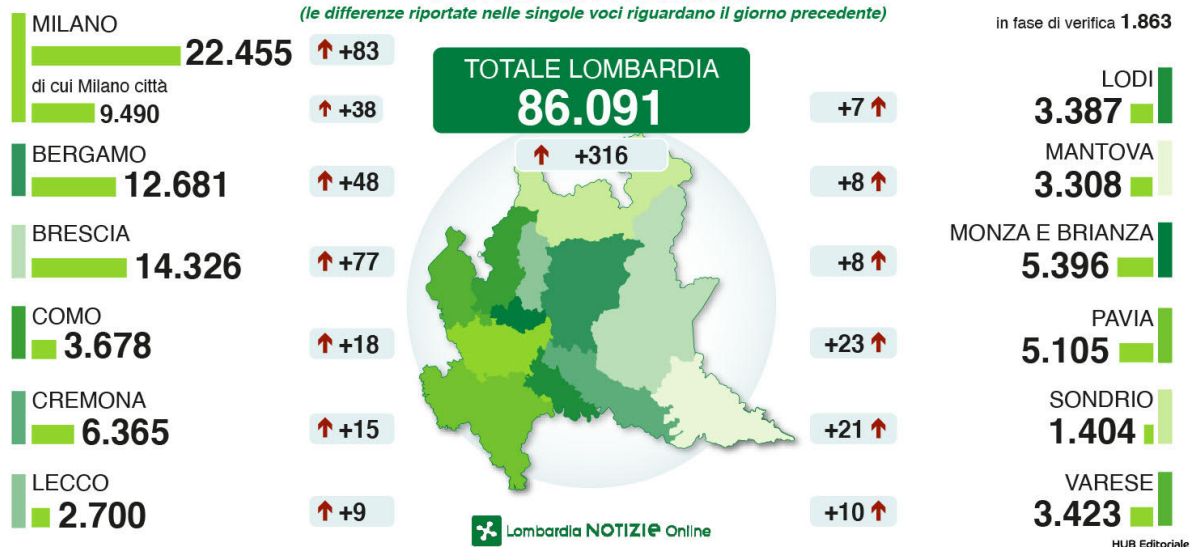 (le differenze riportate nelle singole voci riguardano il giorno precedente)
in fase di verifica 1.863
MILANO
22.455
+83
di cui Milano città
9.490
+38
BERGAMO
12.681
+48
BRESCIA
14.326
+77
COMO
3.678
+18
CREMONA
6.365
+15
LECCO
2.700
+9
TOTALE LOMBARDIA
86.091
+316
LODI
+7
3.387
MANTOVA
+8
3.308
MONZA E BRIANZA
+8
5.396
PAVIA
+23
5.105
SONDRIO
+21
1.404
VARESE
+10
3.423
Lombardia NOTIZIe Online
HUB Editoriale